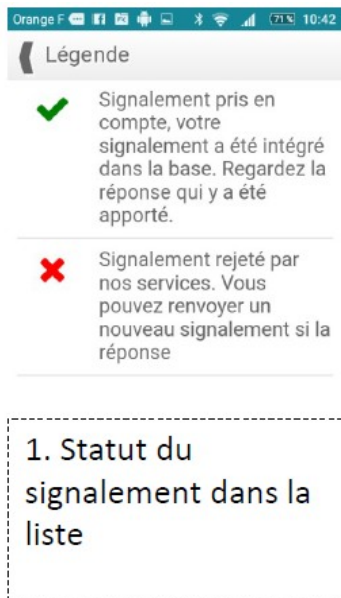 Orange F 71% 10:42
Légende
Signalement pris en
compte, votre
signalement a été intégré
dans la base. Regardez la
réponse qui y a été
apporté.
Signalement rejeté par
nos services. Vous
pouvez renvoyer un
nouveau signalement si la
réponse
1. Statut du
signalement dans la
liste